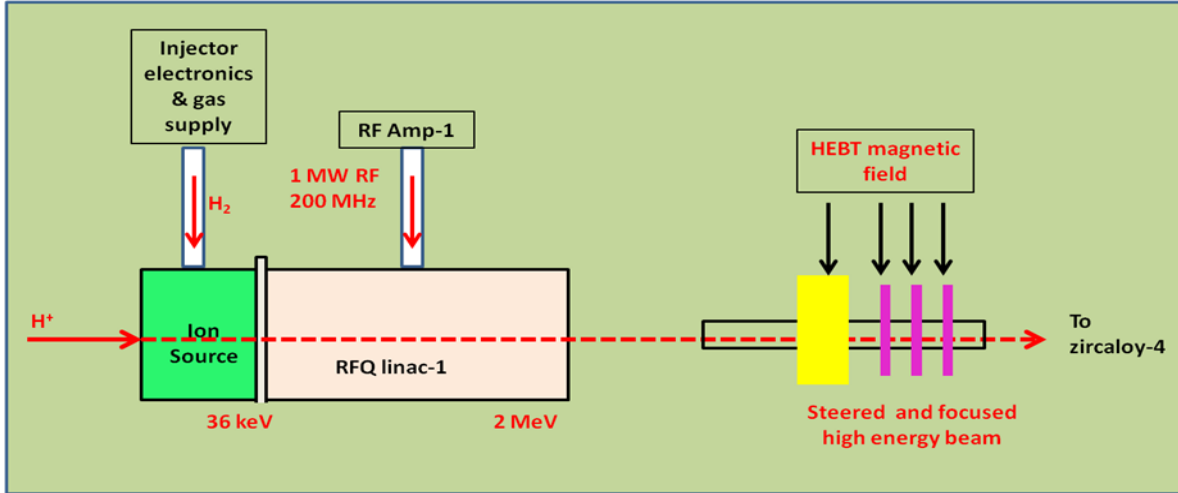 Injector
electronics
& gas
supply
RF Amp-1
HEBT magnetic
field
H₂
1 MW RF
200 MHz
H⁺
Ion
Source
RFQ linac-1
To
zircaloy-4
36 keV
2 MeV
Steered and focused
high energy beam